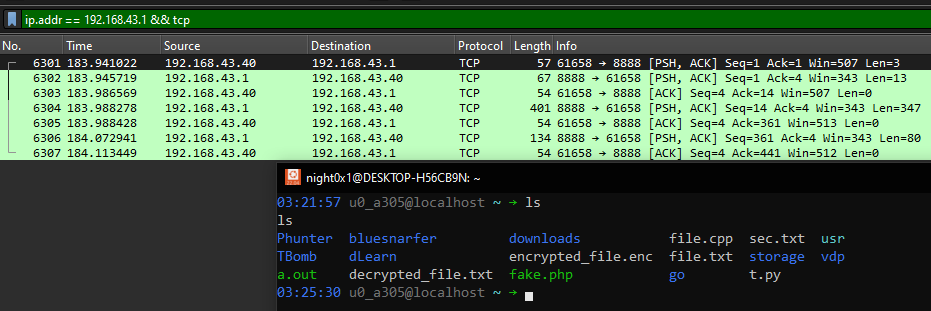 ip.addr == 192.168.43.1 && tcp
No. Time Source Destination Protocol Length Info
6301 183.941022 192.168.43.40 192.168.43.1 TCP 57 61658 → 8888 [PSH, ACK] Seq=1 Ack=1 Win=507 Len=3
6302 183.945719 192.168.43.1 192.168.43.40 TCP 67 8888 → 61658 [PSH, ACK] Seq=1 Ack=4 Win=343 Len=13
6303 183.986569 192.168.43.40 192.168.43.1 TCP 54 61658 → 8888 [ACK] Seq=4 Ack=14 Win=507 Len=0
6304 183.988278 192.168.43.1 192.168.43.40 TCP 401 8888 → 61658 [PSH, ACK] Seq=14 Ack=4 Win=343 Len=347
6305 183.988428 192.168.43.40 192.168.43.1 TCP 54 61658 → 8888 [ACK] Seq=4 Ack=361 Win=513 Len=0
6306 184.072941 192.168.43.1 192.168.43.40 TCP 134 8888 → 61658 [PSH, ACK] Seq=361 Ack=4 Win=343 Len=80
6307 184.113449 192.168.43.40 192.168.43.1 TCP 54 61658 → 8888 [ACK] Seq=4 Ack=441 Win=512 Len=0
night0x1@DESKTOP-H56CB9N: ~
03:21:57 u0_a305@localhost ~ → ls
ls
Phunter bluesnarfer downloads file.cpp sec.txt usr
TBomb dLearn encrypted_file.enc file.txt storage vdp
a.out decrypted_file.txt fake.php go t.py
03:25:30 u0_a305@localhost ~ →